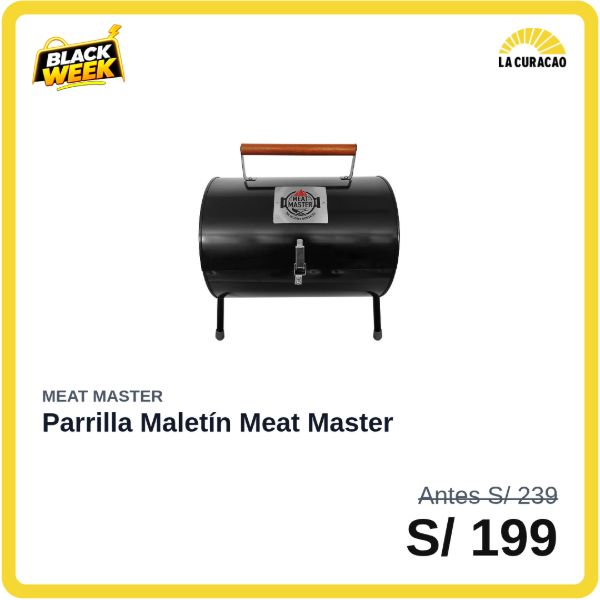 BLACK
WEEK
LA CURACAO
MEAT
MASTER
MEAT MASTER
Parrilla Maletín Meat Master
Antes S/ 239
S/ 199